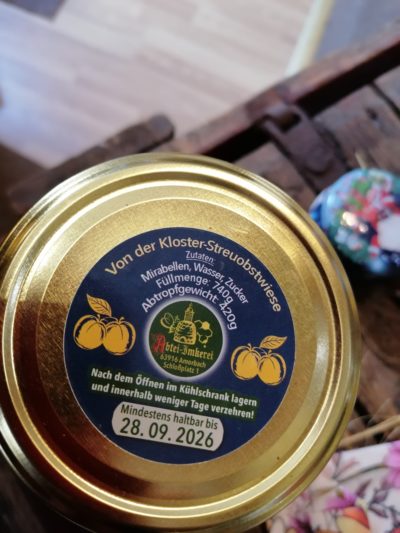 Von der Kloster-Streuobstwiese
Zutaten:
Mirabellen, Wasser, Zucker
Füllmenge: 740g
Abtropfgewicht: 420g
Abtei-Imkerei
63916 Amorbach
Schloßplatz 1
Nach dem Öffnen im Kühlschrank lagern
und innerhalb weniger Tage verzehren!
Mindestens haltbar bis
28. 09. 2026